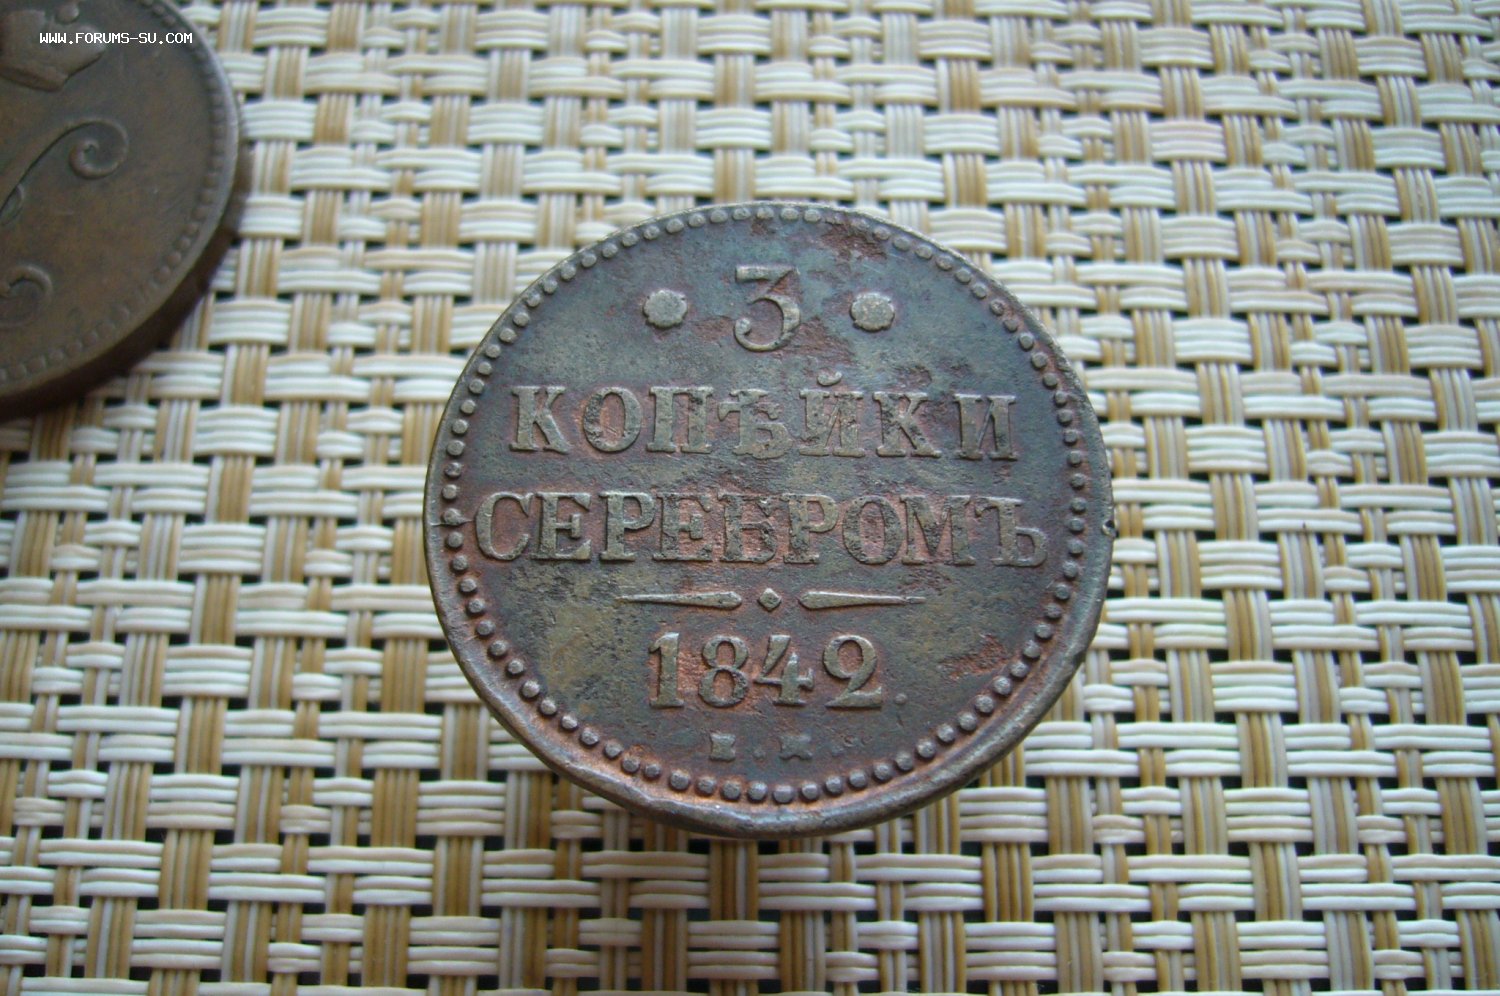 WWW.FORUMS-SU.COM
• 3 •
КОПѢЙКИ
СЕРЕБРОМЪ
1842.